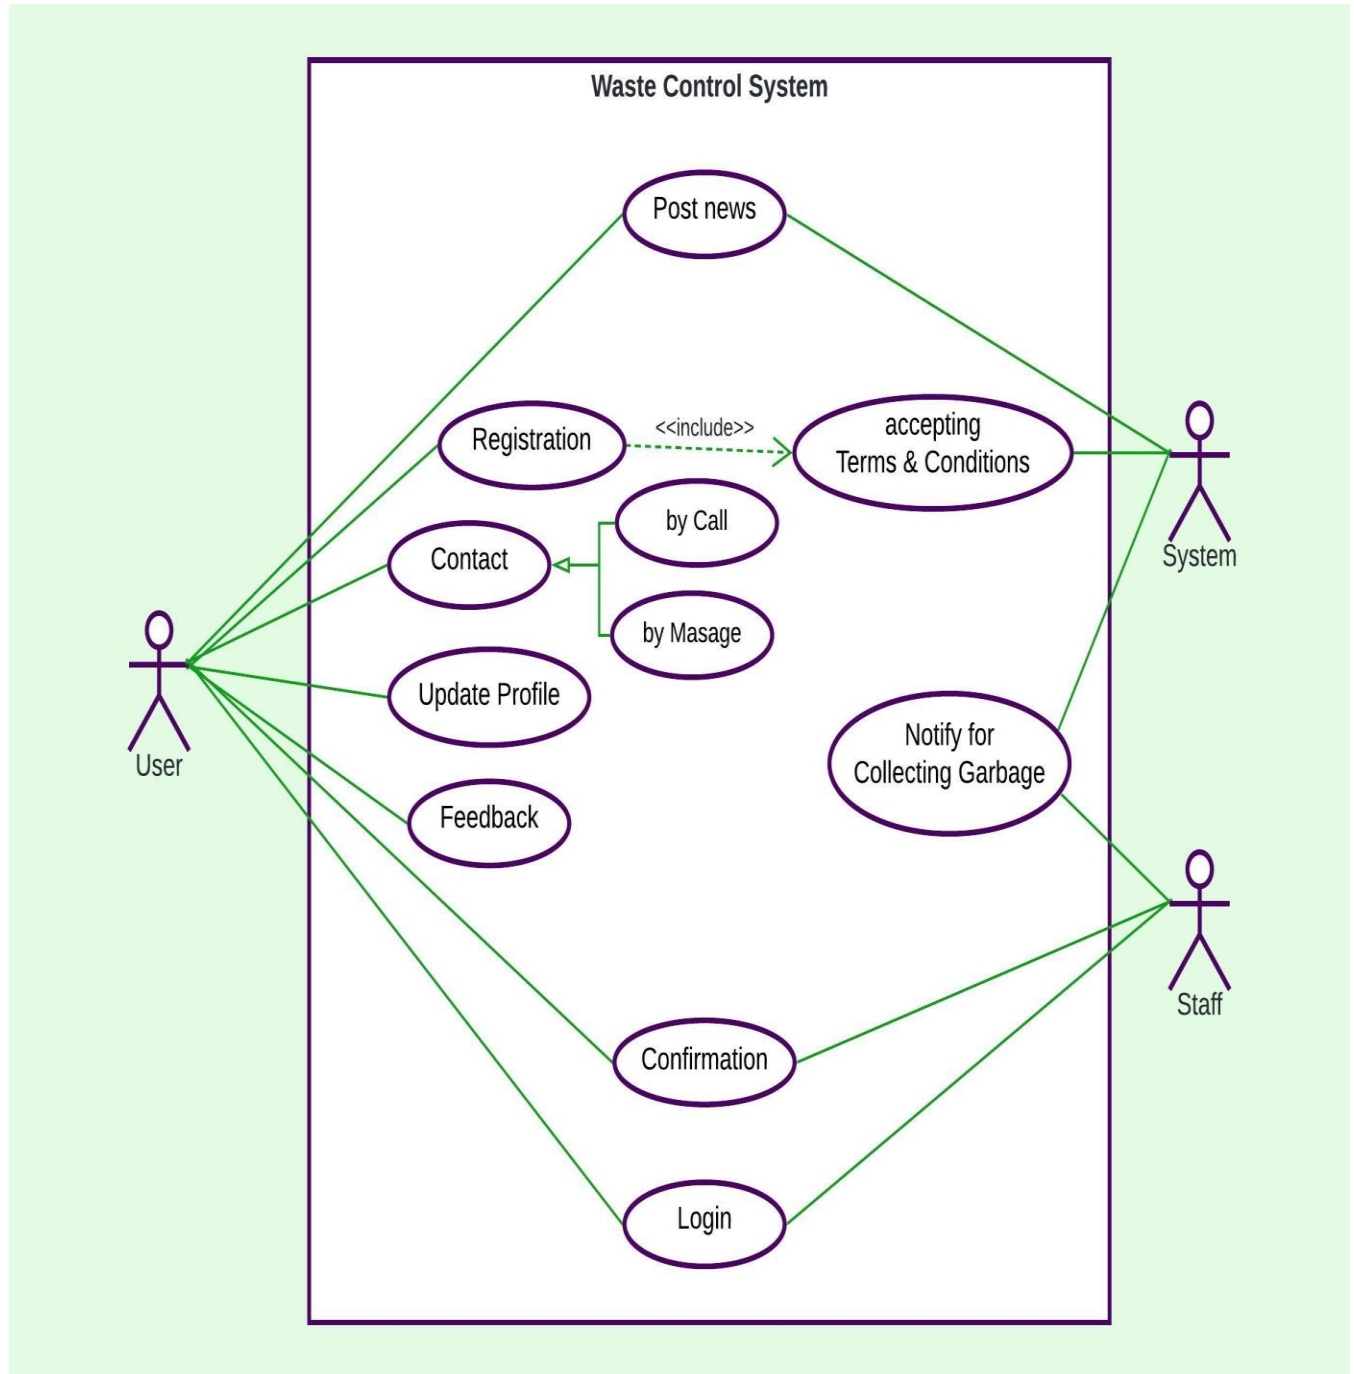 Waste Control System
Post news
Registration
<<include>>
accepting
Terms & Conditions
by Call
Contact
by Masage
System
Update Profile
User
Notify for
Collecting Garbage
Feedback
Staff
Confirmation
Login